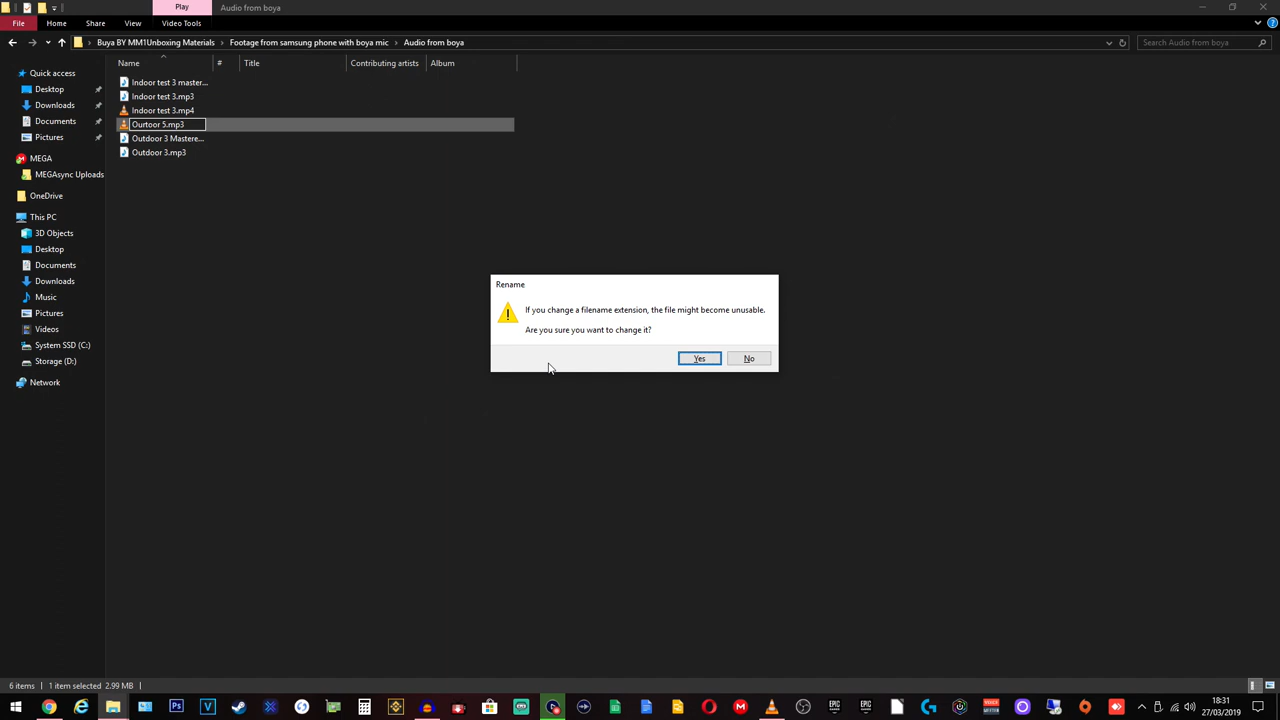 Play
Audio from boya
File Home Share View Video Tools
Buya BY MM1Unboxing Materials Footage from samsung phone with boya mic Audio from boya
Search Audio from boya
Name # Title Contributing artists Album
Quick access
Desktop
Downloads
Documents
Pictures
MEGA
MEGAsync Uploads
OneDrive
This PC
3D Objects
Desktop
Documents
Downloads
Music
Pictures
Videos
System SSD (C:)
Storage (D:)
Network
Indoor test 3 master...
Indoor test 3.mp3
Indoor test 3.mp4
Ourtoor 5.mp3
Outdoor 3 Mastere...
Outdoor 3.mp3
Rename
If you change a filename extension, the file might become unusable.
Are you sure you want to change it?
Yes No
6 items 1 item selected 2.99 MB
18:31
27/03/2019